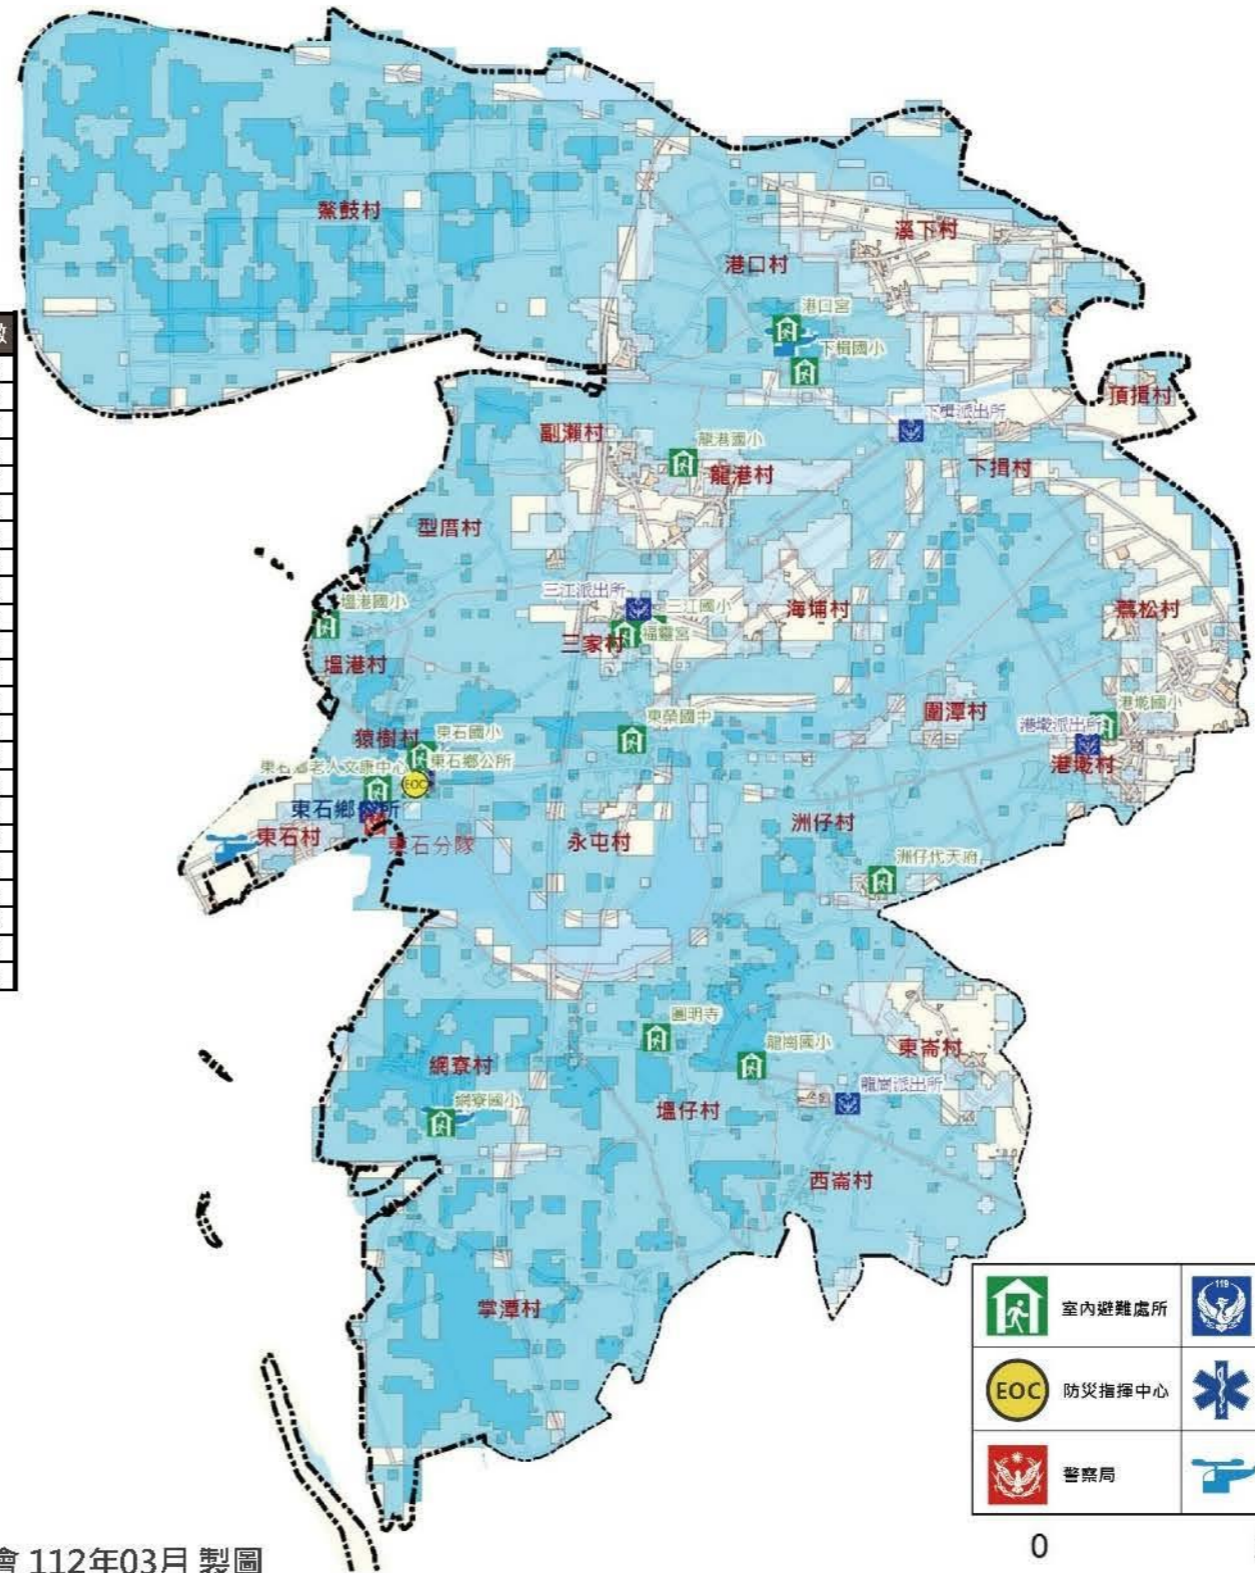 數
鰲鼓村
溪下村
港口村
港口宮
下楫國小
頂揖村
副瀨村
下楫派出所
龍港國小
龍港村
下揖村
型厝村
塭港國小
三江派出所
三江國小
海埔村
蔦松村
福靈宮
三家村
塭港村
圍潭村
港墘國小
東榮國中
港墘派出所
猿樹村
東石國小
東石鄉公所
港墘村
東石鄉老人文康中心
EOC
東石村
東石分隊
永屯村
洲仔村
洲仔代天府
圓明寺
龍崗國小
東崙村
網寮村
龍崗派出所
網寮國小
塭仔村
西崙村
掌潭村
室內避難處所
119
EOC
防災指揮中心
警察局
會 112年03月 製圖
0